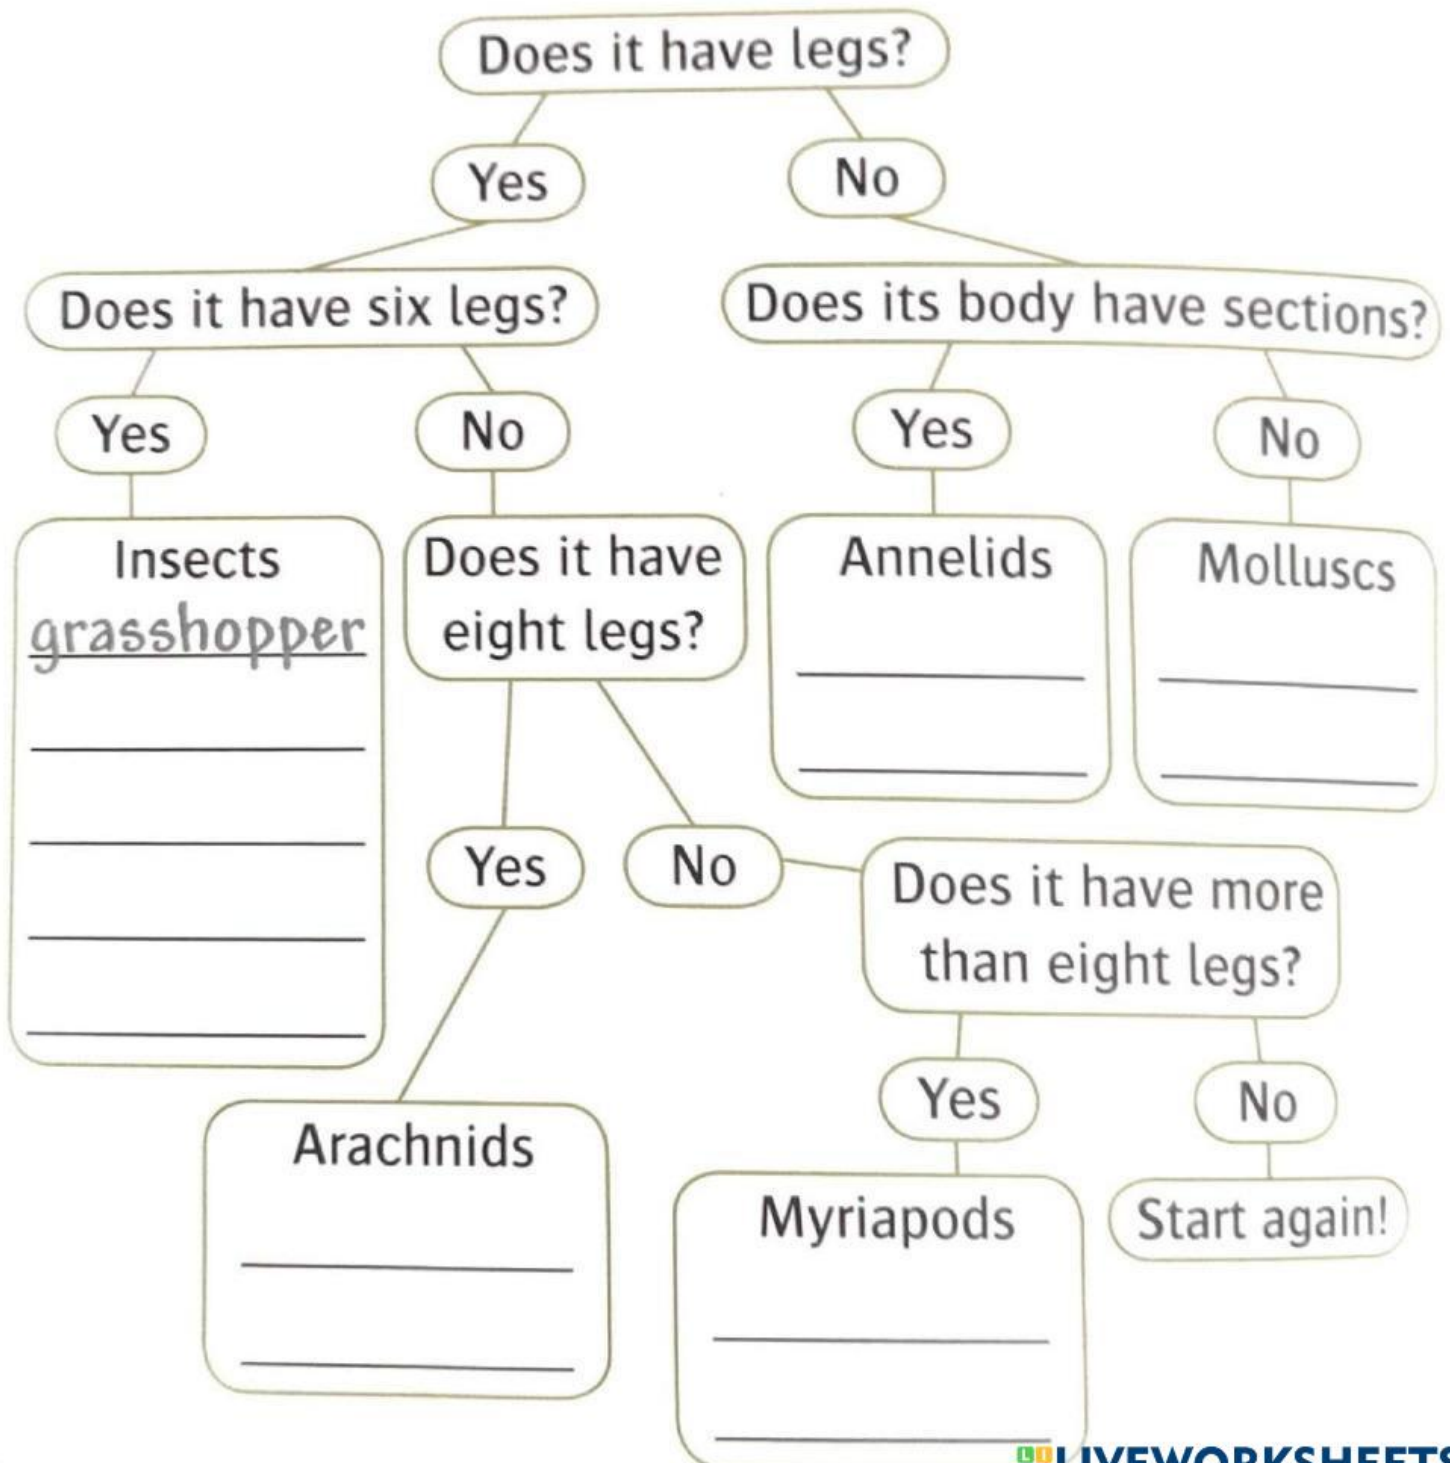 Does it have legs?
Yes
No
Does it have six legs?
Does its body have sections?
Yes
No
Yes
No
Insects
grasshopper
Does it have
eight legs?
Annelids
Molluscs
Yes
No
Does it have more
than eight legs?
Yes
No
Arachnids
Myriapods
Start again!
LIVEWORKSHEETS